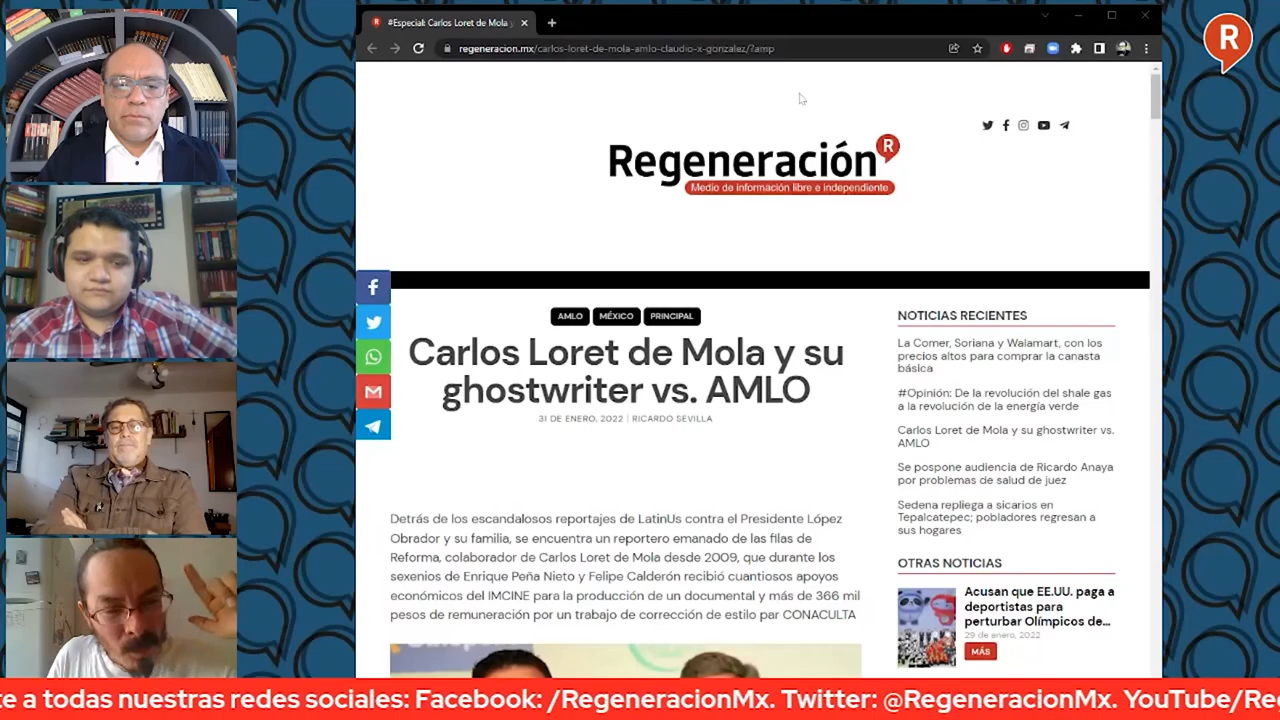 #Especial: Carlos Loret de Mola y
regeneracion.mx/carlos-loret-de-mola-amlo-claudio-x-gonzalez/?amp
R
Regeneración R
Medio de información libre e independiente
AMLO MÉXICO PRINCIPAL
Carlos Loret de Mola y su
ghostwriter vs. AMLO
31 DE ENERO, 2022 | RICARDO SEVILLA
Detrás de los escandalosos reportajes de LatinUs contra el Presidente López
Obrador y su familia, se encuentra un reportero emanado de las filas de
Reforma, colaborador de Carlos Loret de Mola desde 2009, que durante los
sexenios de Enrique Peña Nieto y Felipe Calderón recibió cuantiosos apoyos
económicos del IMCINE para la producción de un documental y más de 366 mil
pesos de remuneración por un trabajo de corrección de estilo par CONACULTA
NOTICIAS RECIENTES
La Comer, Soriana y Walamart, con los
precios altos para comprar la canasta
básica
#Opinión: De la revolución del shale gas
a la revolución de la energía verde
Carlos Loret de Mola y su ghostwriter vs.
AMLO
Se pospone audiencia de Ricardo Anaya
por problemas de salud de juez
Sedena repliega a sicarios en
Tepalcatepec; pobladores regresan a
sus hogares
OTRAS NOTICIAS
Acusan que EE.UU. paga a
deportistas para
perturbar Olímpicos de...
29 de enero, 2022
MÁS
te a todas nuestras redes sociales: Facebook: /RegeneracionMx. Twitter: @RegeneracionMx. YouTube/Reg